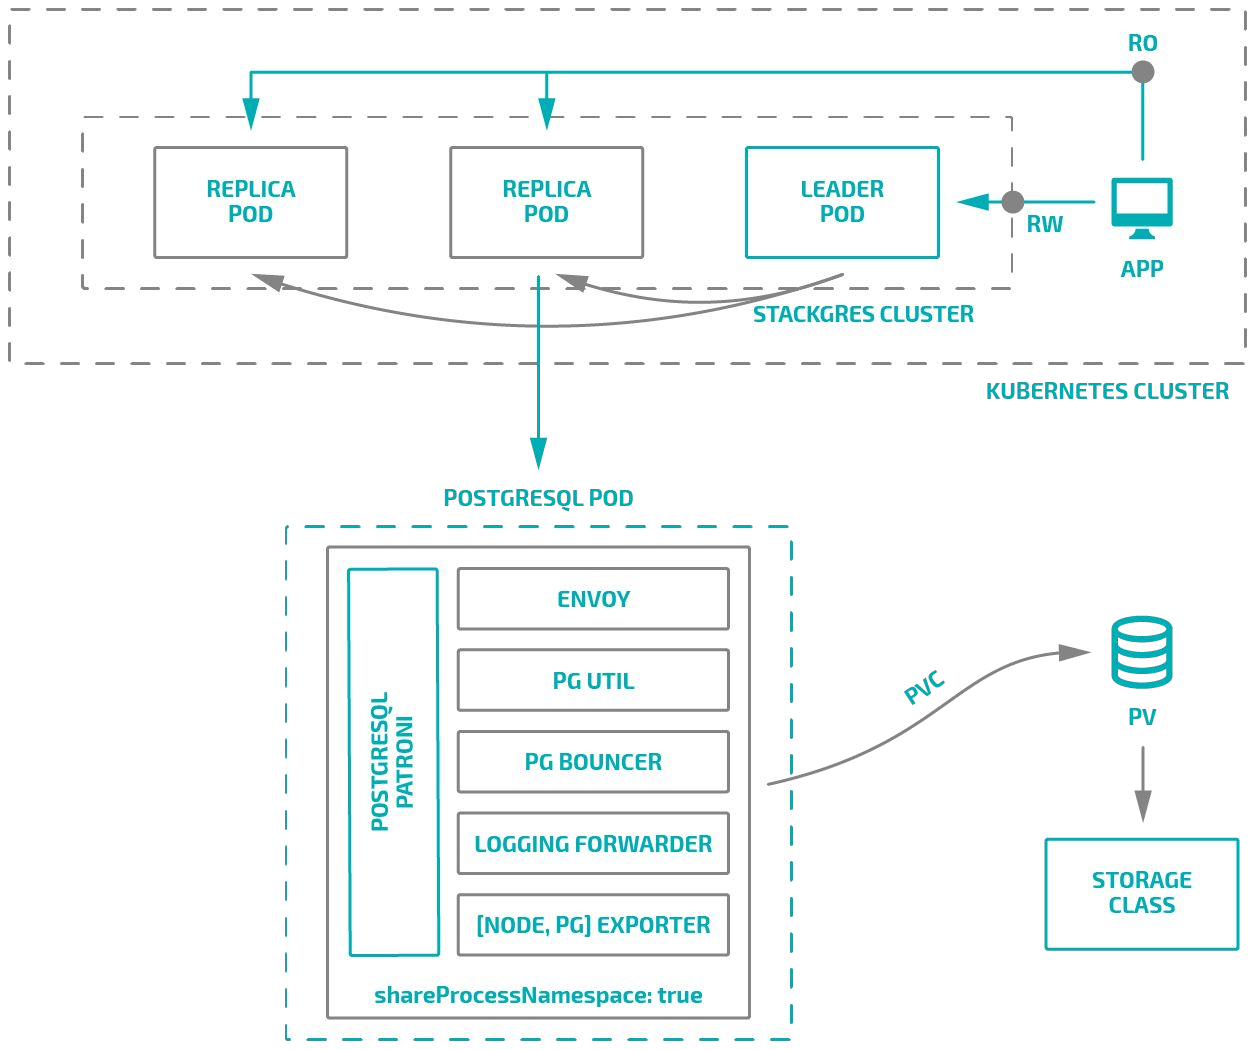 RO
REPLICA
POD
REPLICA
POD
LEADER
POD
RW
APP
STACKGRES CLUSTER
KUBERNETES CLUSTER
POSTGRESQL POD
POSTGRESQL
PATRONI
ENVOY
PG UTIL
PG BOUNCER
LOGGING FORWARDER
[NODE, PG] EXPORTER
shareProcessNamespace: true
PVC
PV
STORAGE
CLASS